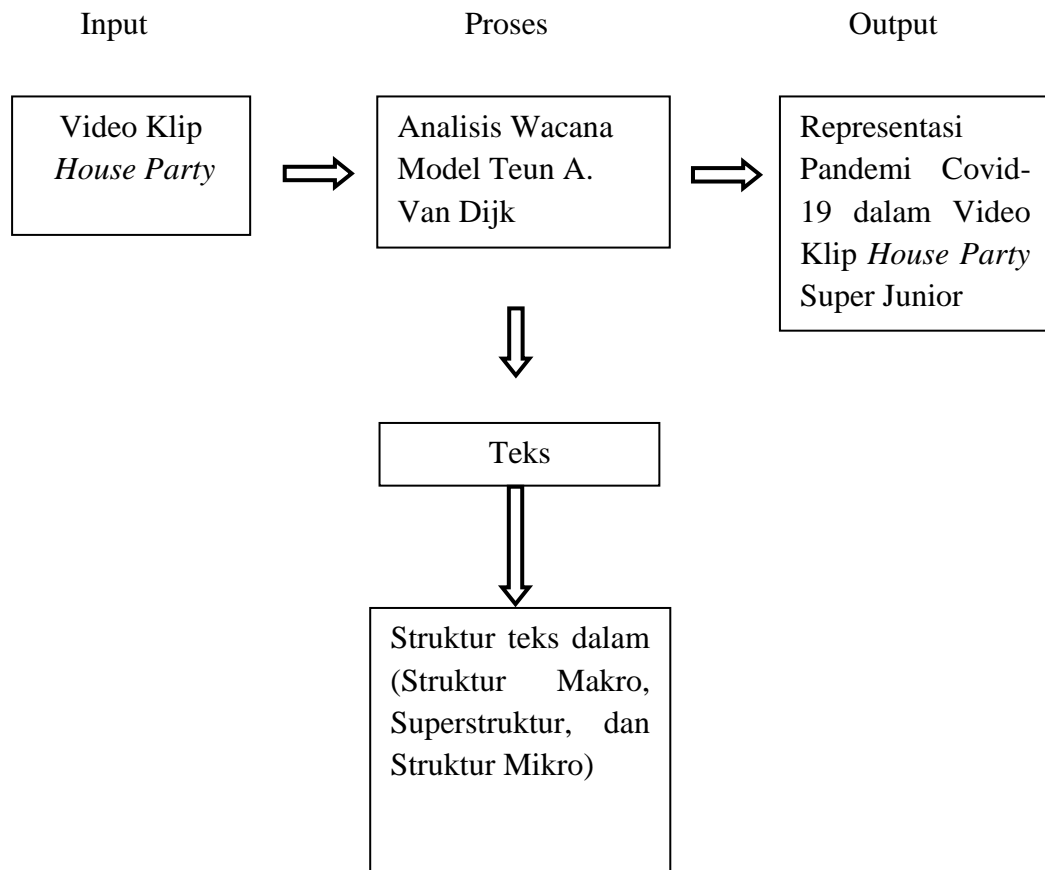 Input
Proses
Output
Video Klip
House Party
Analisis Wacana
Model Teun A.
Van Dijk
Representasi
Pandemi Covid-
19 dalam Video
Klip House Party
Super Junior
Teks
Struktur teks dalam
(Struktur Makro,
Superstruktur, dan
Struktur Mikro)